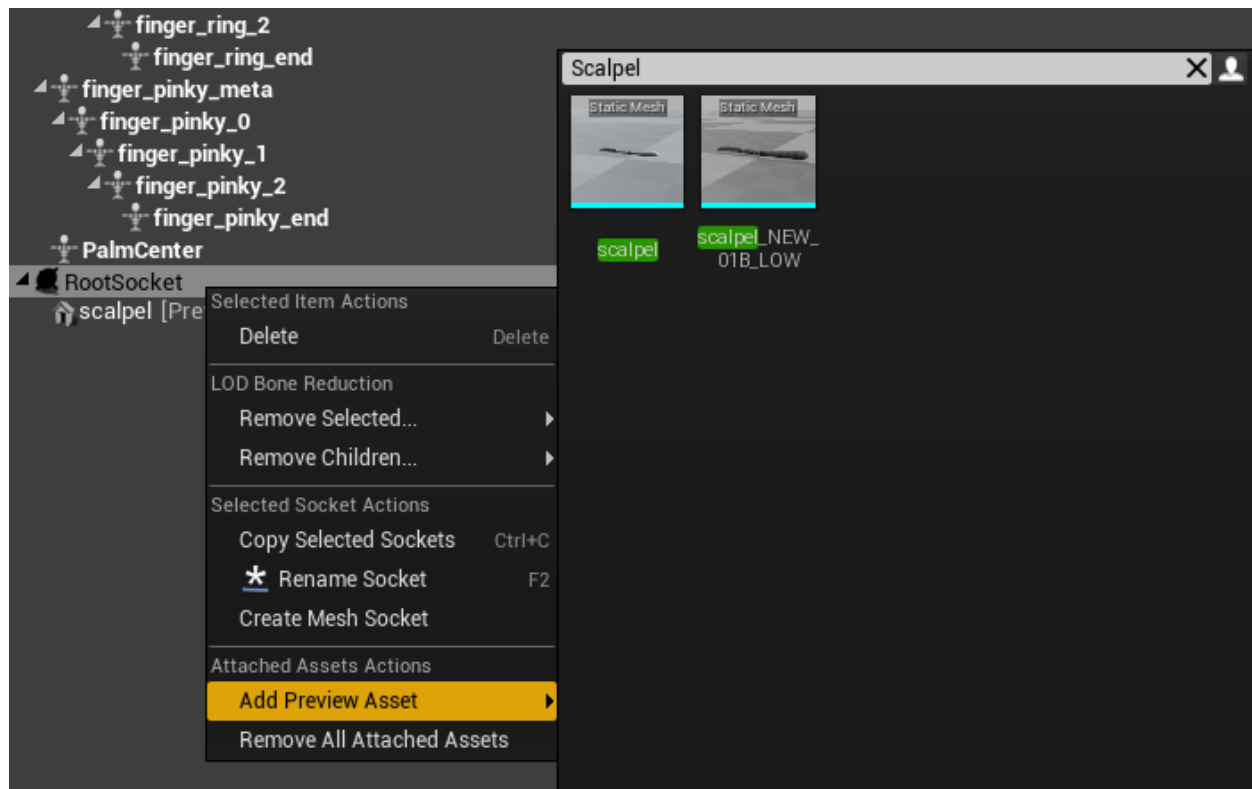 finger_ring_2
finger_ring_end
finger_pinky_meta
finger_pinky_0
finger_pinky_1
finger_pinky_2
finger_pinky_end
PalmCenter
RootSocket
scalpel [Pre
Selected Item Actions
Delete Delete
LOD Bone Reduction
Remove Selected...
Remove Children...
Selected Socket Actions
Copy Selected Sockets Ctrl+C
Rename Socket F2
Create Mesh Socket
Attached Assets Actions
Add Preview Asset
Remove All Attached Assets
Scalpel
Static Mesh
scalpel
Static Mesh
scalpel_NEW_
01B_LOW